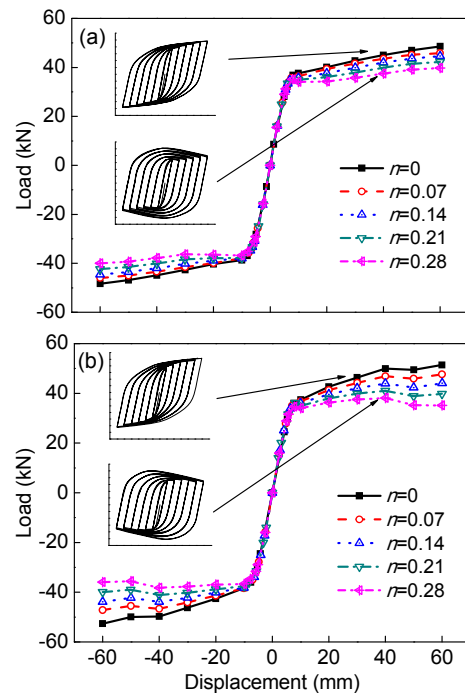 (a)
60
40
20
0
-20
-40
-60
Load (kN)
n=0
n=0.07
n=0.14
n=0.21
n=0.28
(b)
60
40
20
0
-20
-40
-60
Load (kN)
n=0
n=0.07
n=0.14
n=0.21
n=0.28
-60 -40 -20 0 20 40 60
Displacement (mm)